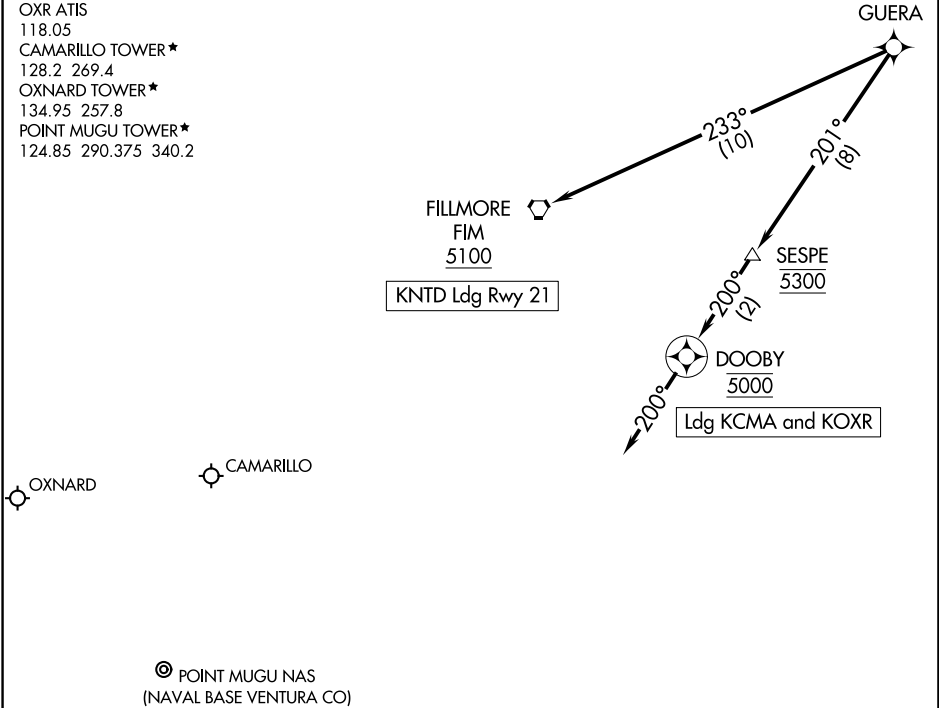 OXR ATIS
118.05
CAMARILLO TOWER★
128.2 269.4
OXNARD TOWER★
134.95 257.8
POINT MUGU TOWER★
124.85 290.375 340.2
GUERA
233°
(10)
201°
(8)
FILLMORE
FIM
5100
KNTD Ldg Rwy 21
SESPE
5300
200°
(2)
DOOBY
5000
200°
Ldg KCMA and KOXR
CAMARILLO
OXNARD
POINT MUGU NAS
(NAVAL BASE VENTURA CO)